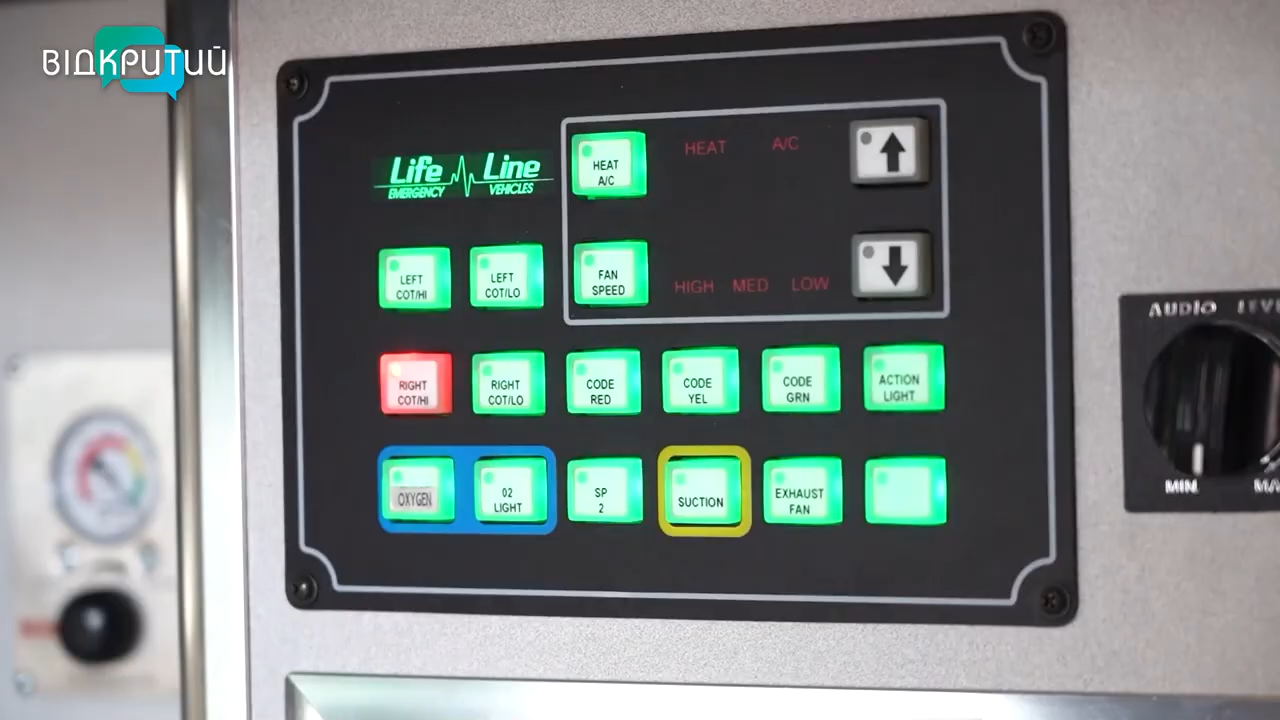 ВІДКРИТИЙ
Life Line
EMERGENCY VEHICLES
HEAT
A/C
HEAT A/C
LEFT
COT/HI
LEFT
COT/LO
FAN
SPEED
HIGH MED LOW
RIGHT
COT/HI
RIGHT
COT/LO
CODE
RED
CODE
YEL
CODE
GRN
ACTION
LIGHT
OXYGEN
02
LIGHT
SP
2
SUCTION
EXHAUST
FAN
AUDIO
MIN